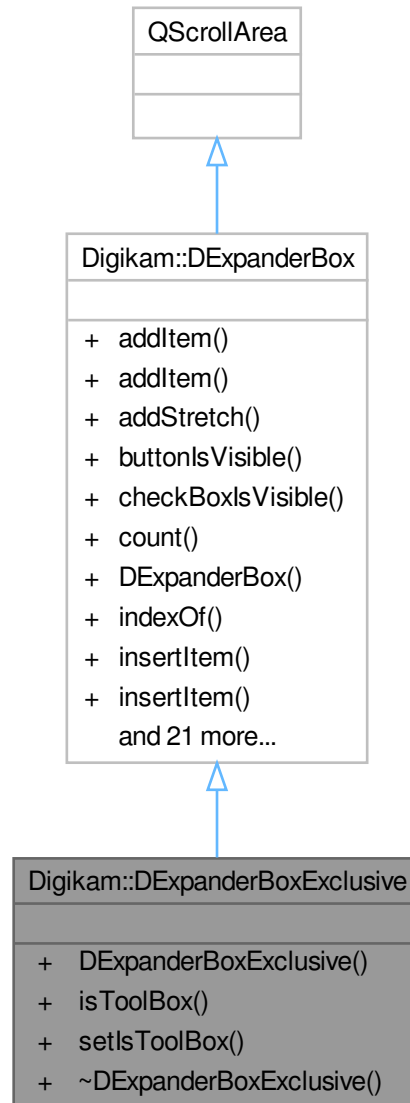 QScrollArea
Digikam::DExpanderBox
+ addItem()
+ addItem()
+ addStretch()
+ buttonIsVisible()
+ checkBoxIsVisible()
+ count()
+ DExpanderBox()
+ indexOf()
+ insertItem()
+ insertItem()
and 21 more...
Digikam::DExpanderBoxExclusive
+ DExpanderBoxExclusive()
+ isToolBox()
+ setIsToolBox()
+ ~DExpanderBoxExclusive()